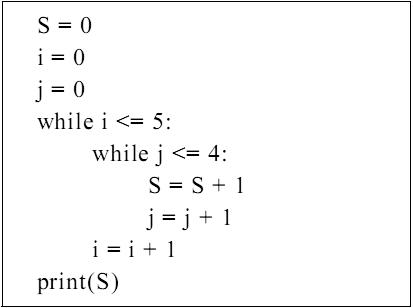 S = 0
i = 0
j = 0
while i <= 5:
while j <= 4:
S = S + 1
j = j + 1
i = i + 1
print(S)